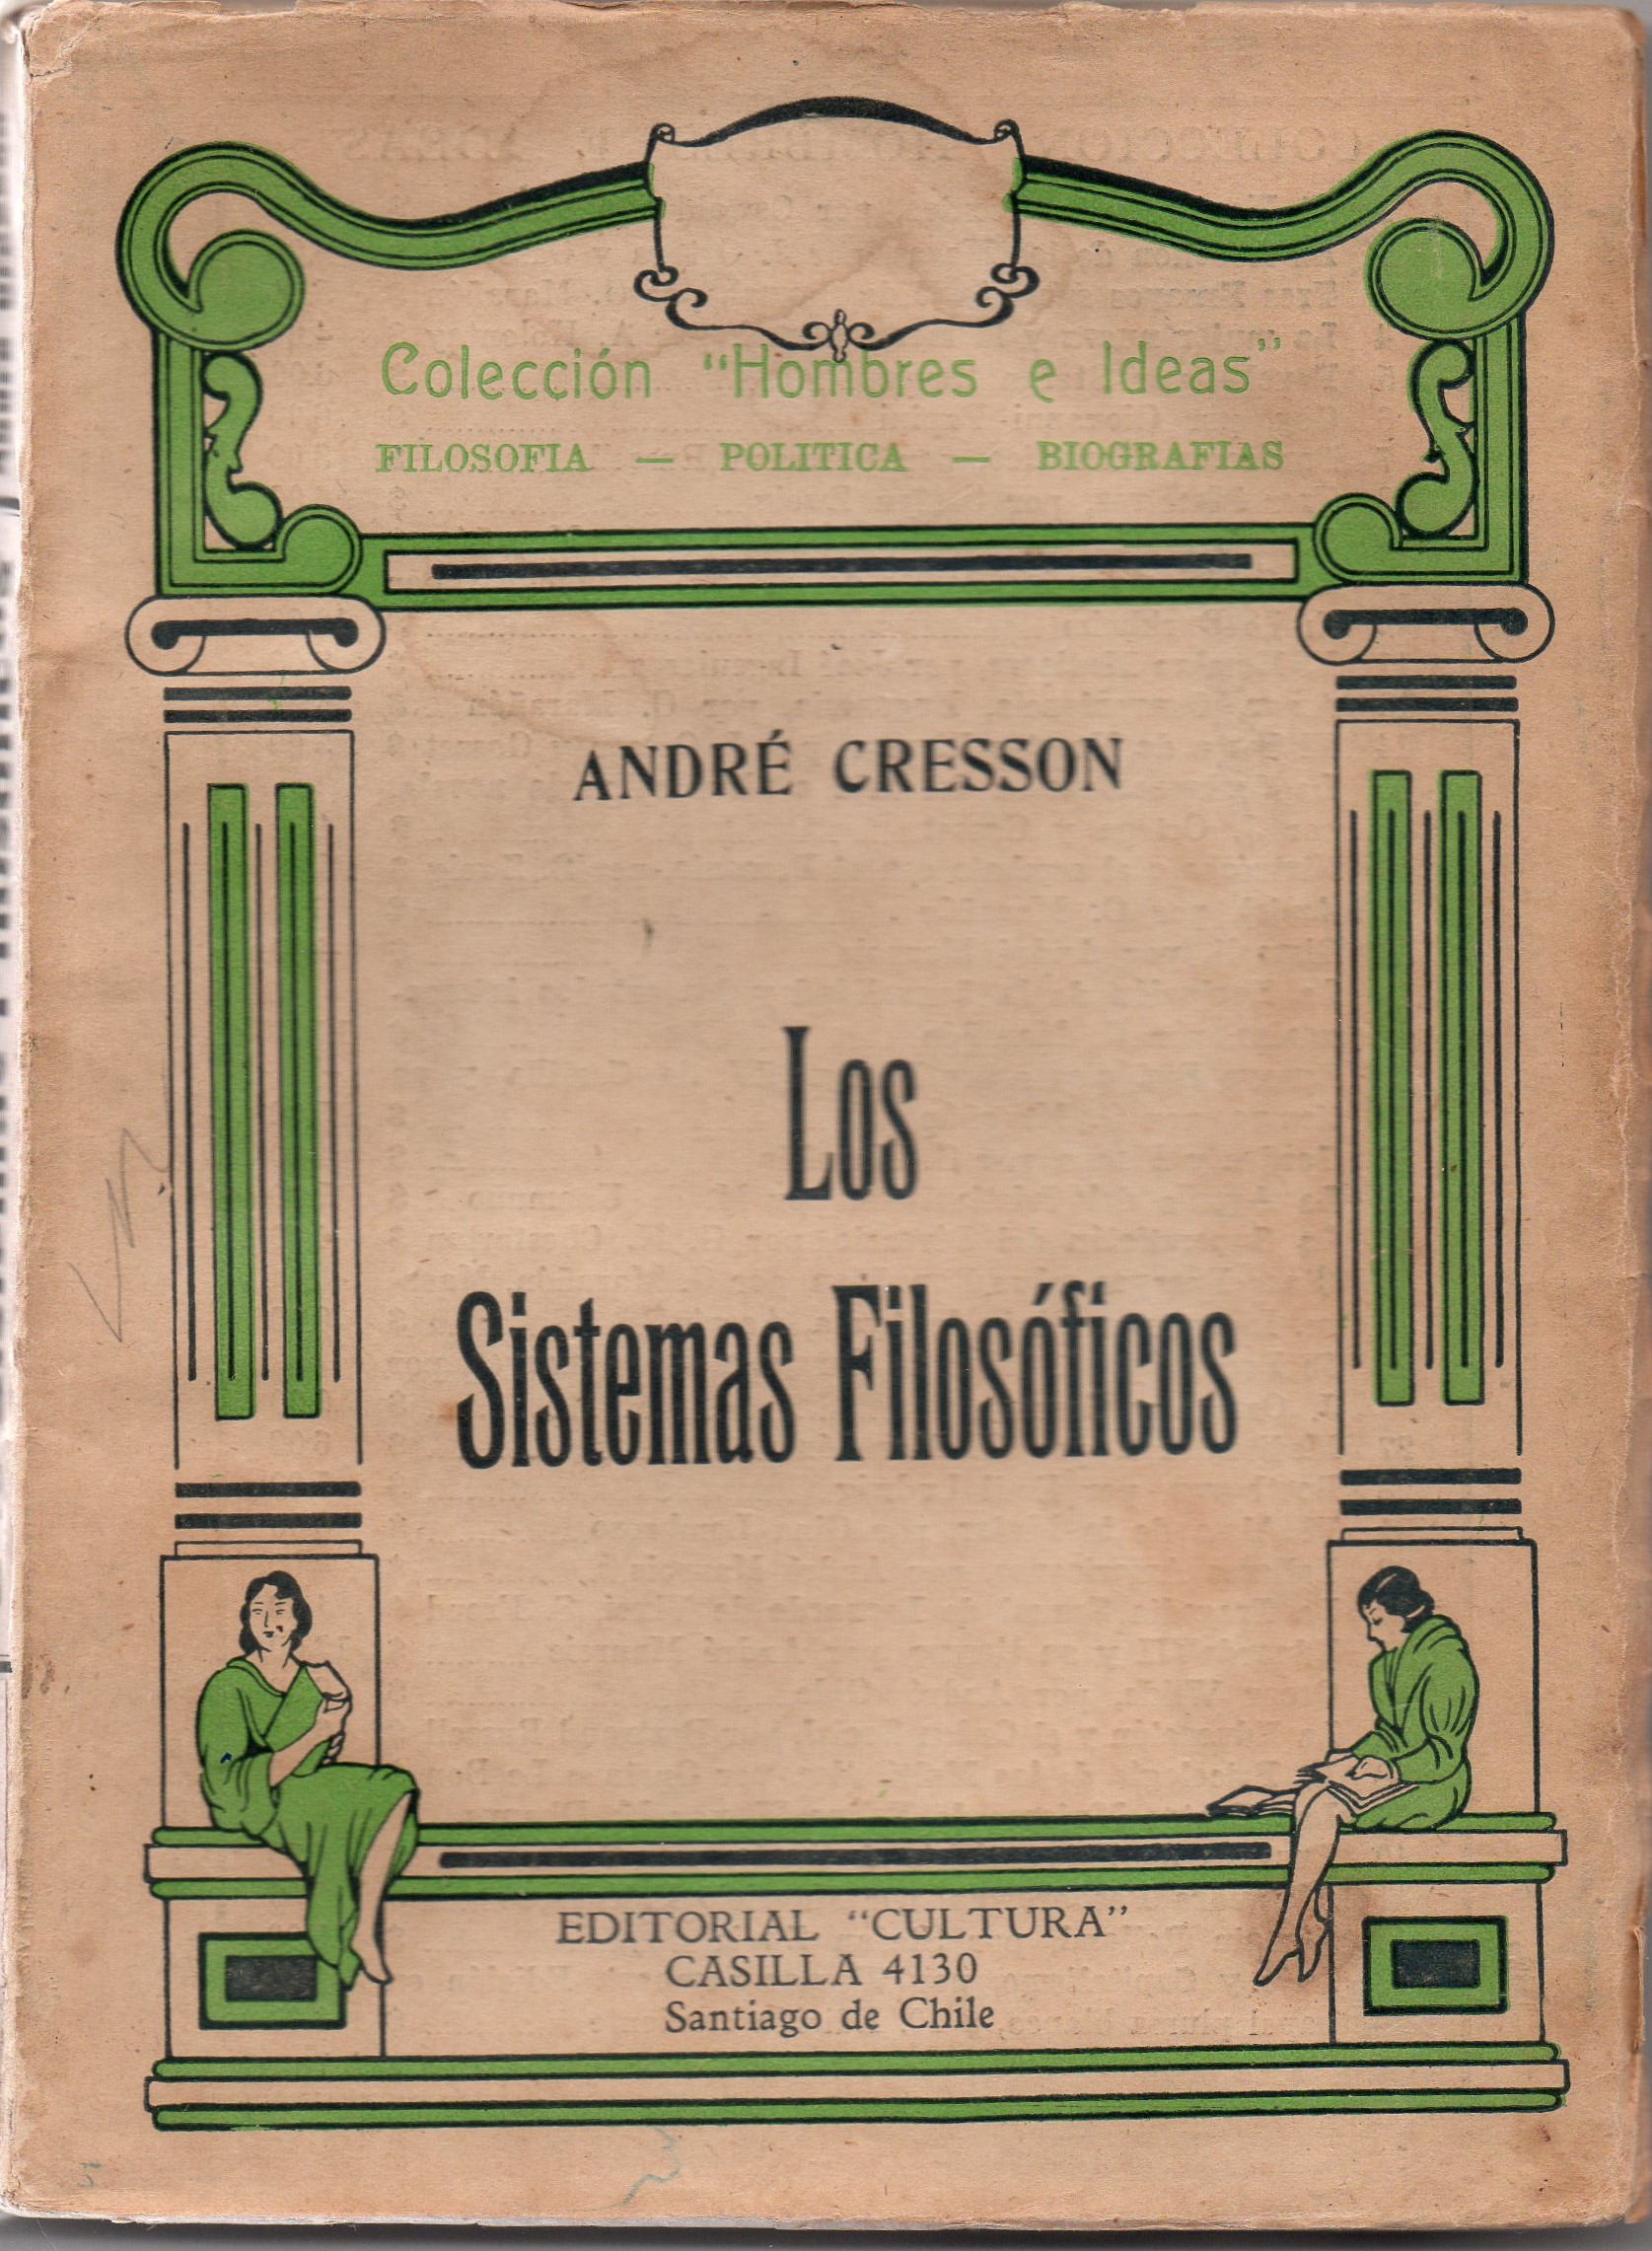 Colección "Hombres e Ideas"
FILOSOFIA — POLITICA — BIOGRAFIAS
ANDRÉ CRESSON
Los
Sistemas Filosóficos
EDITORIAL "CULTURA"
CASILLA 4130
Santiago de Chile